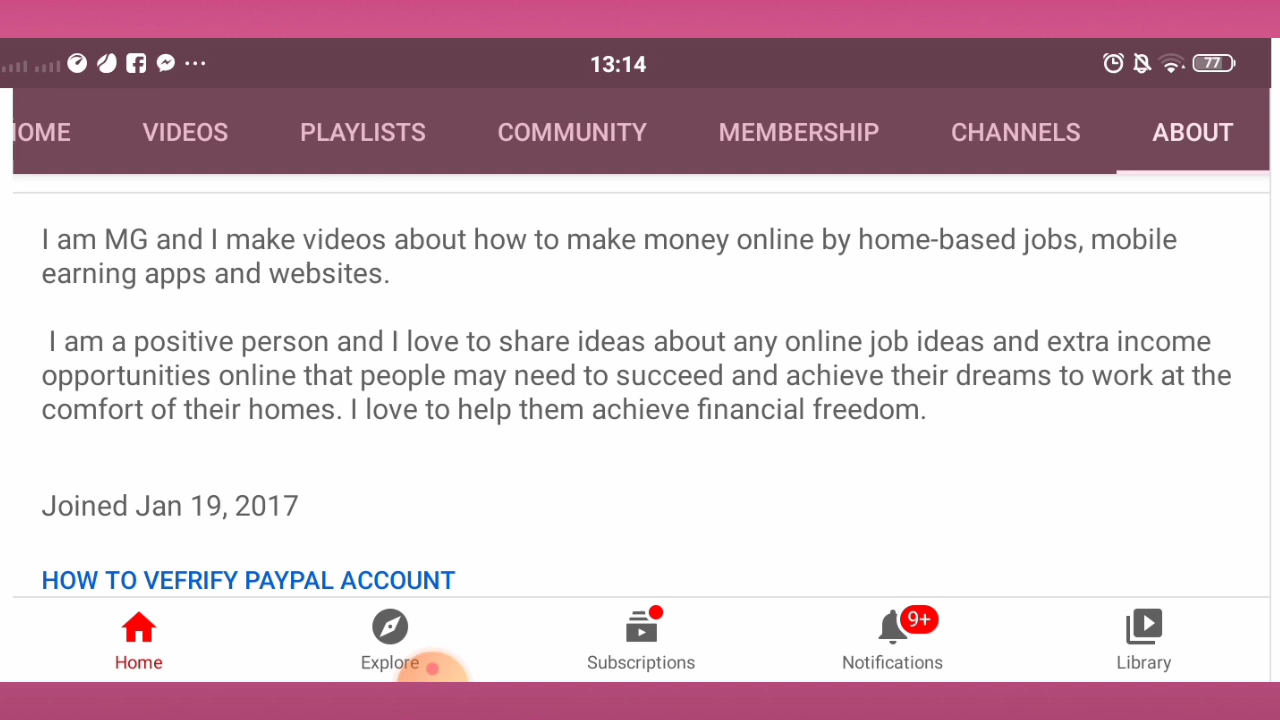 13:14
77
IOME VIDEOS PLAYLISTS COMMUNITY MEMBERSHIP CHANNELS ABOUT
I am MG and I make videos about how to make money online by home-based jobs, mobile
earning apps and websites.
I am a positive person and I love to share ideas about any online job ideas and extra income
opportunities online that people may need to succeed and achieve their dreams to work at the
comfort of their homes. I love to help them achieve financial freedom.
Joined Jan 19, 2017
HOW TO VEFRIFY PAYPAL ACCOUNT
9+
Home Explore Subscriptions Notifications Library